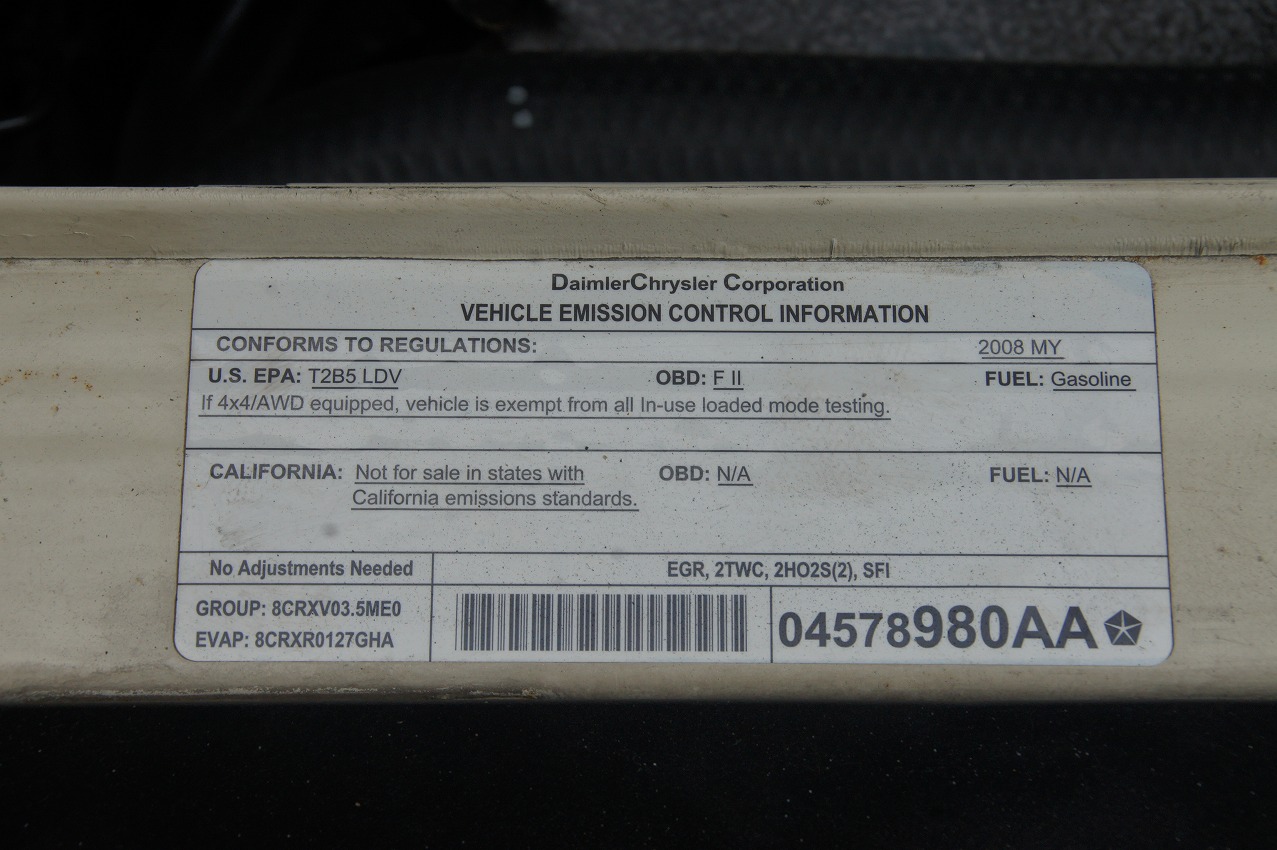 DaimlerChrysler Corporation
VEHICLE EMISSION CONTROL INFORMATION
CONFORMS TO REGULATIONS: 2008 MY
U.S. EPA: T2B5 LDV OBD: F II FUEL: Gasoline
If 4x4/AWD equipped, vehicle is exempt from all In-use loaded mode testing.
CALIFORNIA: Not for sale in states with OBD: N/A FUEL: N/A
California emissions standards.
No Adjustments Needed EGR, 2TWC, 2HO2S(2), SFI
GROUP: 8CRXV03.5ME0
EVAP: 8CRXR0127GHA
04578980AA